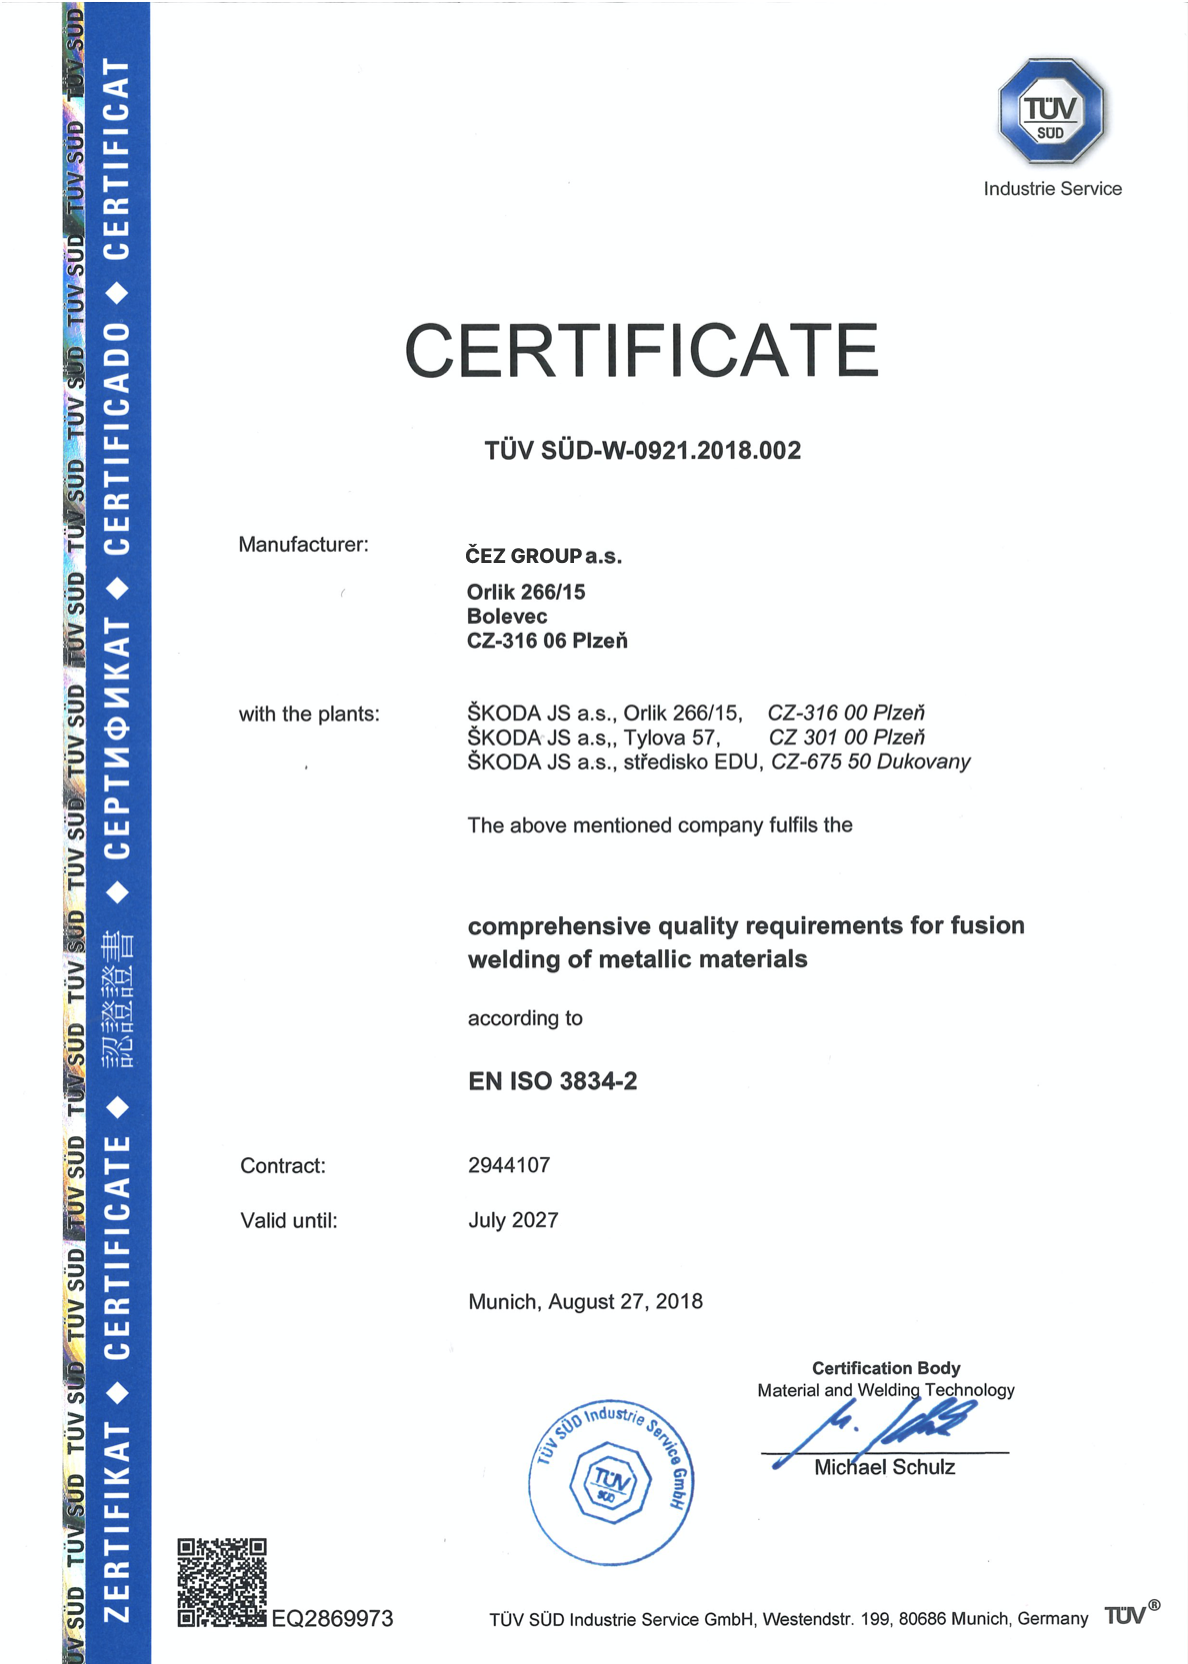 TÜV SÜD TÜV SÜD TÜV SÜD TÜV SÜD TÜV SÜD TÜV SÜD TÜV SÜD TÜV SÜD TÜV SÜD TÜV SÜD TÜV SÜD TÜV SÜD TÜV SÜD TÜV SÜD ÜV SÜD
ZERTIFIKAT ◆ CERTIFICATE ◆ 認證證書 ◆ СЕРТИФИКАТ ◆ CERTIFICADO ◆ CERTIFICAT
TÜV
SÜD
Industrie Service
CERTIFICATE
TÜV SÜD-W-0921.2018.002
Manufacturer:
ČEZ GROUP a.s.
Orlik 266/15
Bolevec
CZ-316 06 Plzeň
with the plants:
ŠKODA JS a.s., Orlik 266/15, CZ-316 00 Plzeň
ŠKODA JS a.s,, Tylova 57, CZ 301 00 Plzeň
ŠKODA JS a.s., středisko EDU, CZ-675 50 Dukovany
The above mentioned company fulfils the
comprehensive quality requirements for fusion
welding of metallic materials
according to
EN ISO 3834-2
Contract: 2944107
Valid until: July 2027
Munich, August 27, 2018
Certification Body
Material and Welding Technology
Michael Schulz
TÜV SÜD Industrie Service GmbH
TÜV
SÜD
EQ2869973
TÜV SÜD Industrie Service GmbH, Westendstr. 199, 80686 Munich, Germany TÜV®